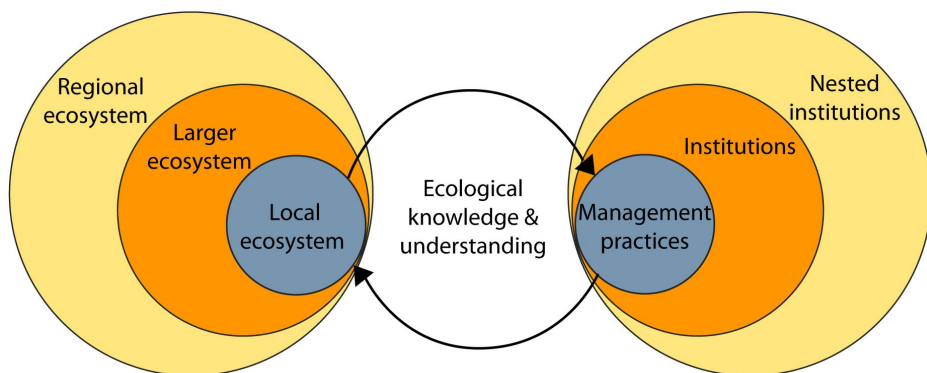 Regional
ecosystem
Larger
ecosystem
Local
ecosystem
Ecological
knowledge &
understanding
Nested
institutions
Institutions
Management
practices